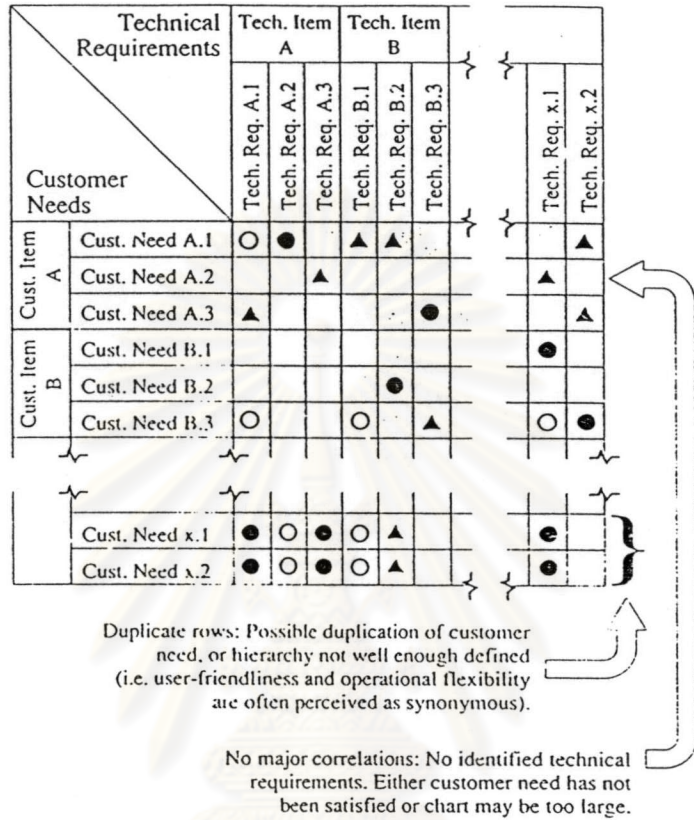 Technical Requirements
Tech. Item A
Tech. Item B
Customer Needs
Tech. Req. A.1
Tech. Req. A.2
Tech. Req. A.3
Tech. Req. B.1
Tech. Req. B.2
Tech. Req. B.3
Tech. Req. x.1
Tech. Req. x.2
Cust. Item A
Cust. Need A.1
Cust. Need A.2
Cust. Need A.3
Cust. Item B
Cust. Need B.1
Cust. Need B.2
Cust. Need B.3
Cust. Need x.1
Cust. Need x.2
Duplicate rows: Possible duplication of customer
need, or hierarchy not well enough defined
(i.e. user-friendliness and operational flexibility
are often perceived as synonymous).
No major correlations: No identified technical
requirements. Either customer need has not
been satisfied or chart may be too large.